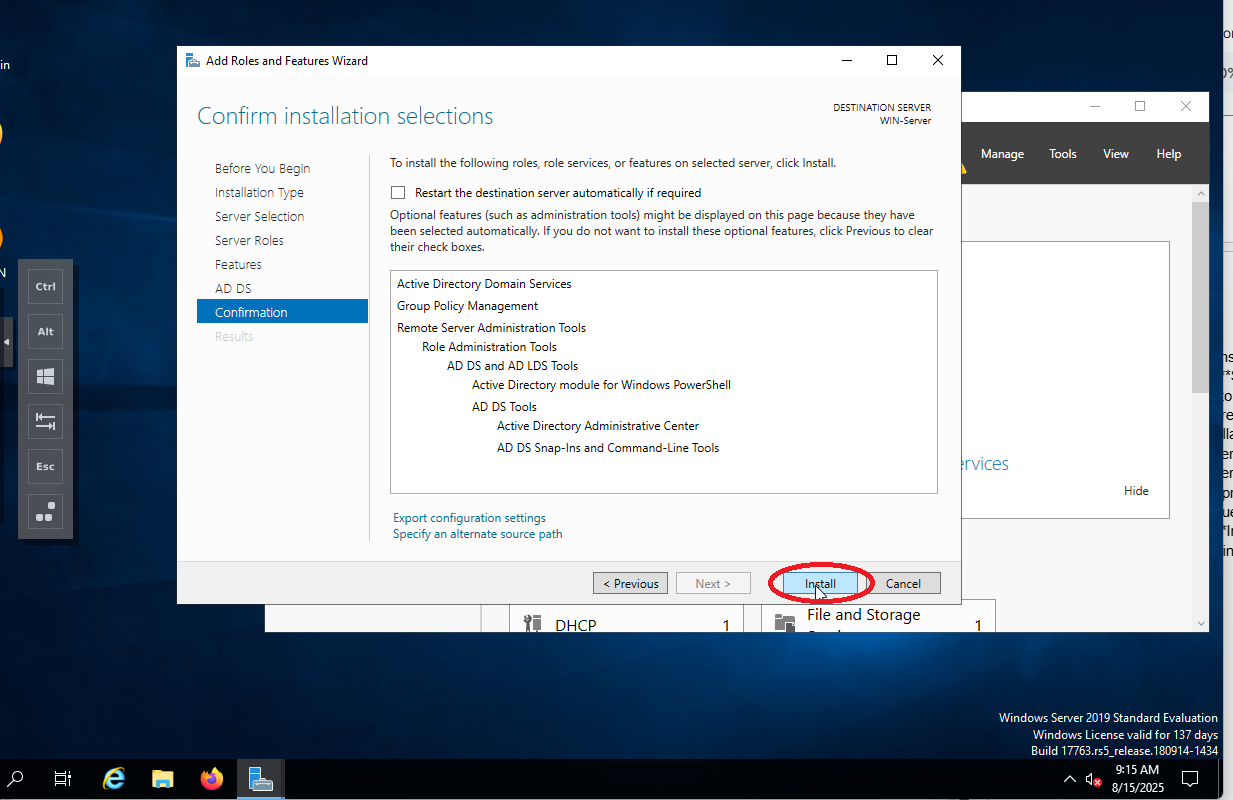 in
Add Roles and Features Wizard
Confirm installation selections
DESTINATION SERVER
WIN-Server
Before You Begin
Installation Type
Server Selection
Server Roles
Features
AD DS
Confirmation
Results
To install the following roles, role services, or features on selected server, click Install.
Restart the destination server automatically if required
Optional features (such as administration tools) might be displayed on this page because they have
been selected automatically. If you do not want to install these optional features, click Previous to clear
their check boxes.
Active Directory Domain Services
Group Policy Management
Remote Server Administration Tools
Role Administration Tools
AD DS and AD LDS Tools
Active Directory module for Windows PowerShell
AD DS Tools
Active Directory Administrative Center
AD DS Snap-Ins and Command-Line Tools
Export configuration settings
Specify an alternate source path
< Previous
Next >
Install
Cancel
Manage Tools View Help
ervices
Hide
N
Ctrl
Alt
Esc
DHCP 1
File and Storage
1
Windows Server 2019 Standard Evaluation
Windows License valid for 137 days
Build 17763.rs5_release.180914-1434
9:15 AM
8/15/2025